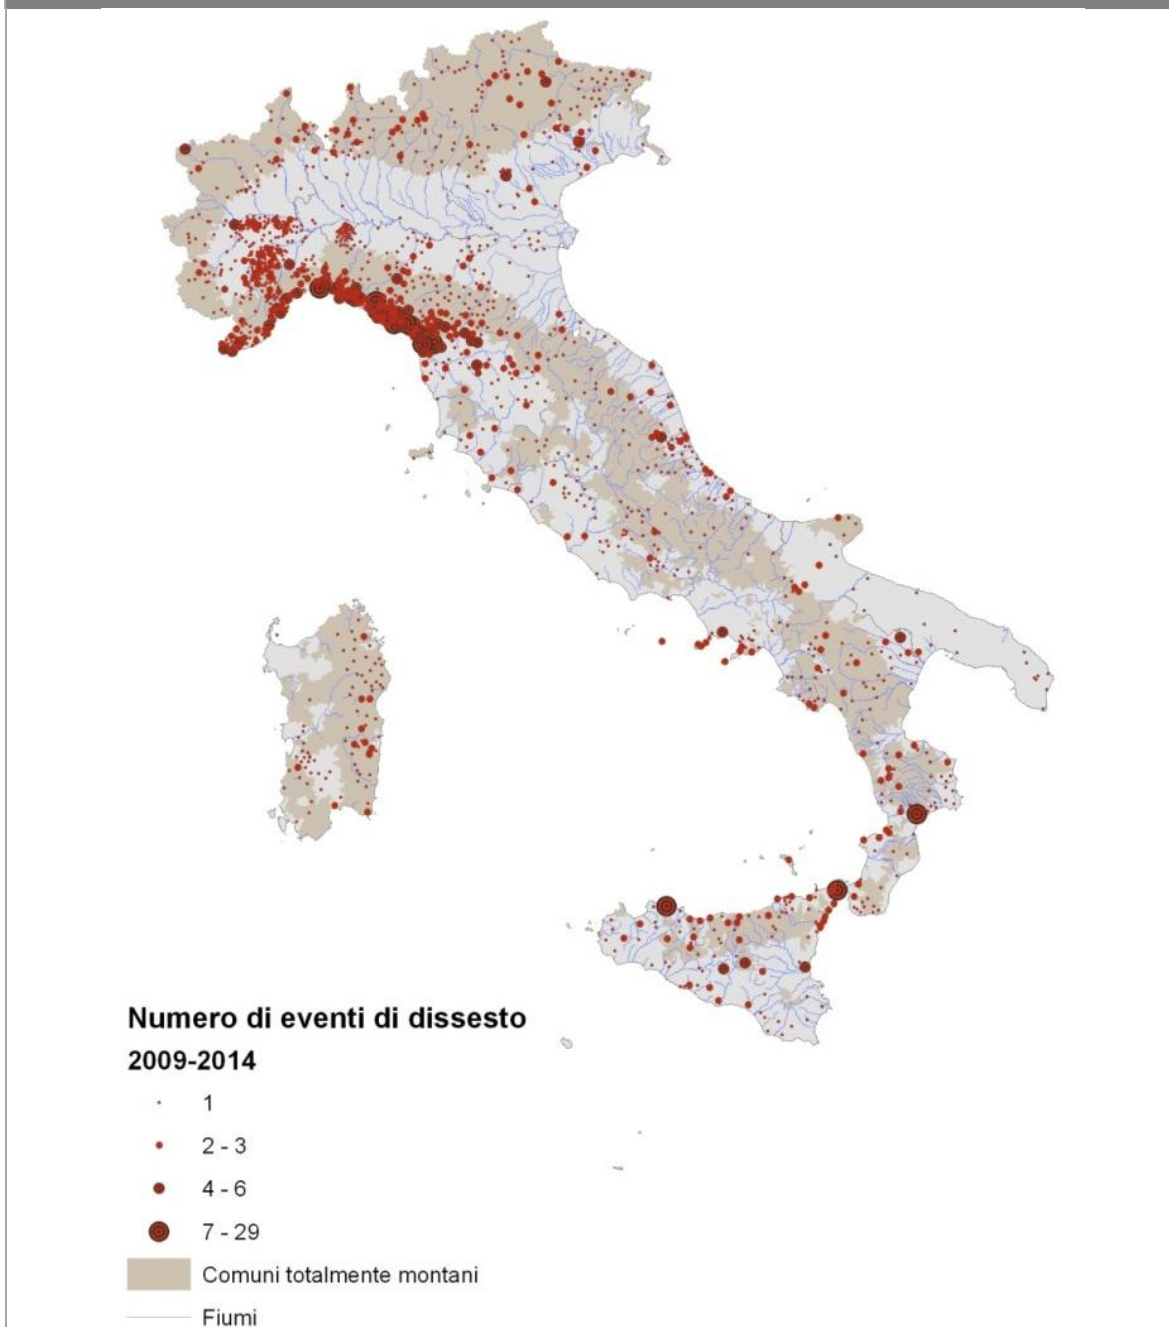 Numero di eventi di dissesto
2009-2014
1
2 - 3
4 - 6
7 - 29
Comuni totalmente montani
Fiumi